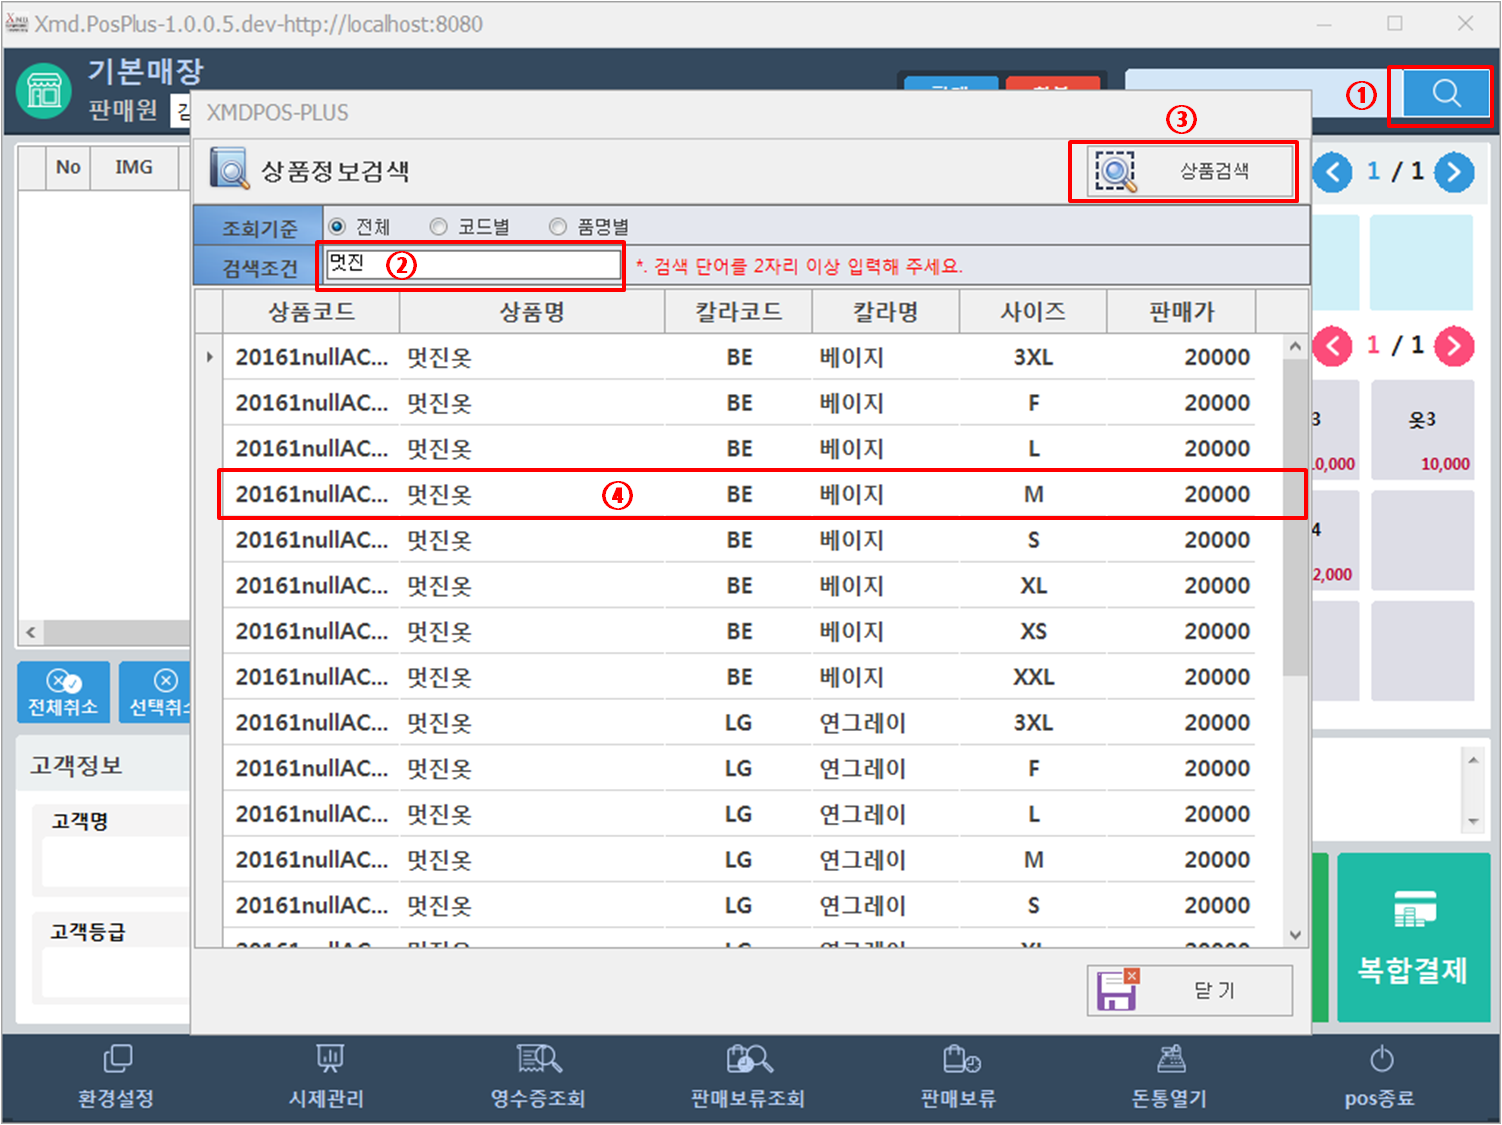 Xmd.PosPlus-1.0.0.5.dev-http://localhost:8080
기본매장
판매원
①
XMDPOS-PLUS
③
상품정보검색
상품검색
No IMG
1 / 1
조회기준 전체 코드별 품명별
검색조건 멋진 ② *. 검색 단어를 2자리 이상 입력해 주세요.
상품코드 상품명 칼라코드 칼라명 사이즈 판매가
20161nullAC... 멋진옷 BE 베이지 3XL 20000
1 / 1
20161nullAC... 멋진옷 BE 베이지 F 20000
3 옷3
20161nullAC... 멋진옷 BE 베이지 L 20000
0,000 10,000
20161nullAC... 멋진옷 ④ BE 베이지 M 20000
4
20161nullAC... 멋진옷 BE 베이지 S 20000
2,000
20161nullAC... 멋진옷 BE 베이지 XL 20000
20161nullAC... 멋진옷 BE 베이지 XS 20000
20161nullAC... 멋진옷 BE 베이지 XXL 20000
전체취소 선택취소
20161nullAC... 멋진옷 LG 연그레이 3XL 20000
고객정보
20161nullAC... 멋진옷 LG 연그레이 F 20000
고객명
20161nullAC... 멋진옷 LG 연그레이 L 20000
20161nullAC... 멋진옷 LG 연그레이 M 20000
20161nullAC... 멋진옷 LG 연그레이 S 20000
고객등급
복합결제
닫 기
환경설정 시제관리 영수증조회 판매보류조회 판매보류 돈통열기 pos종료